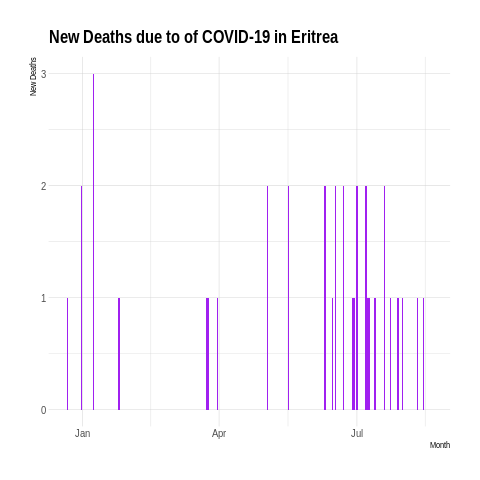 New Deaths due to of COVID-19 in Eritrea
New Deaths
3
2
1
0
Jan Apr Jul
Month